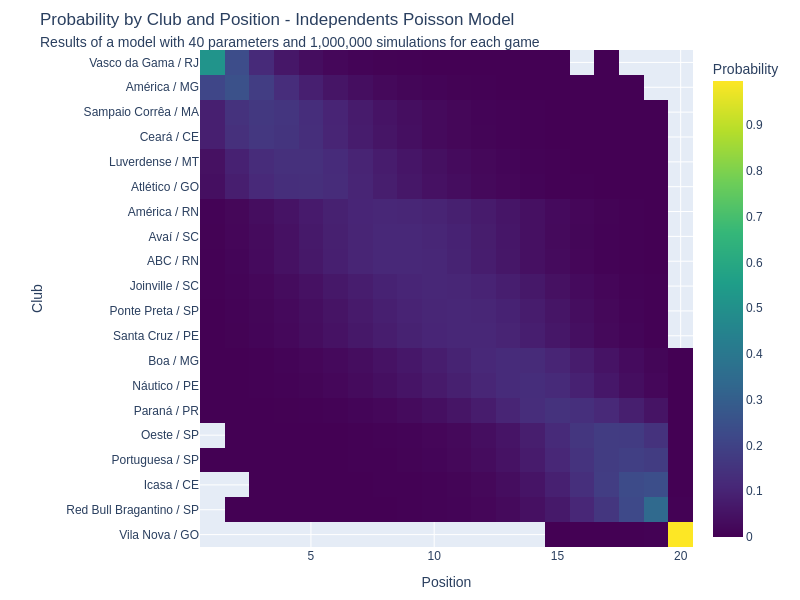 Probability by Club and Position - Independents Poisson Model
Results of a model with 40 parameters and 1,000,000 simulations for each game
Probability
Club
Vasco da Gama / RJ
América / MG
Sampaio Corrêa / MA
Ceará / CE
Luverdense / MT
Atlético / GO
América / RN
Avaí / SC
ABC / RN
Joinville / SC
Ponte Preta / SP
Santa Cruz / PE
Boa / MG
Náutico / PE
Paraná / PR
Oeste / SP
Portuguesa / SP
Icasa / CE
Red Bull Bragantino / SP
Vila Nova / GO
5
10
15
20
Position
0.9
0.8
0.7
0.6
0.5
0.4
0.3
0.2
0.1
0